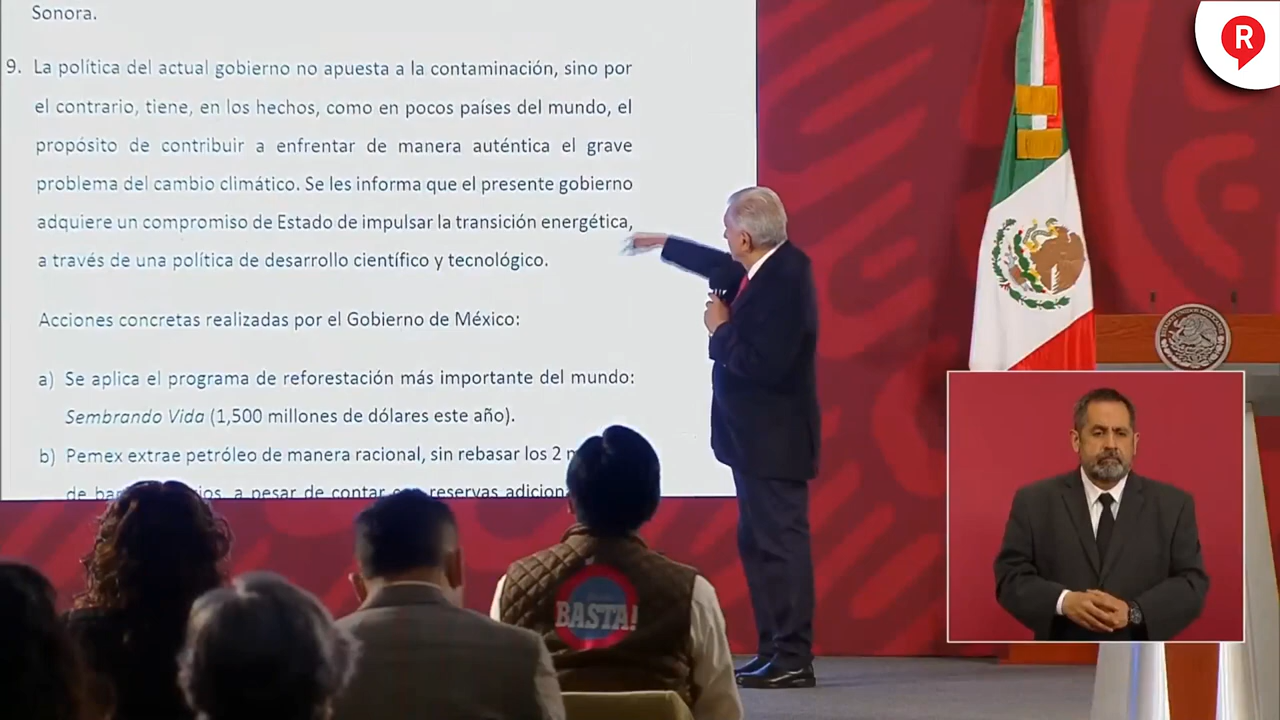 Sonora.
9. La política del actual gobierno no apuesta a la contaminación, sino por
el contrario, tiene, en los hechos, como en pocos países del mundo, el
propósito de contribuir a enfrentar de manera auténtica el grave
problema del cambio climático. Se les informa que el presente gobierno
adquiere un compromiso de Estado de impulsar la transición energética,
a través de una política de desarrollo científico y tecnológico.
Acciones concretas realizadas por el Gobierno de México:
a) Se aplica el programa de reforestación más importante del mundo:
Sembrando Vida (1,500 millones de dólares este año).
b) Pemex extrae petróleo de manera racional, sin rebasar los 2
a pesar de contar reservas
R
BASTA!